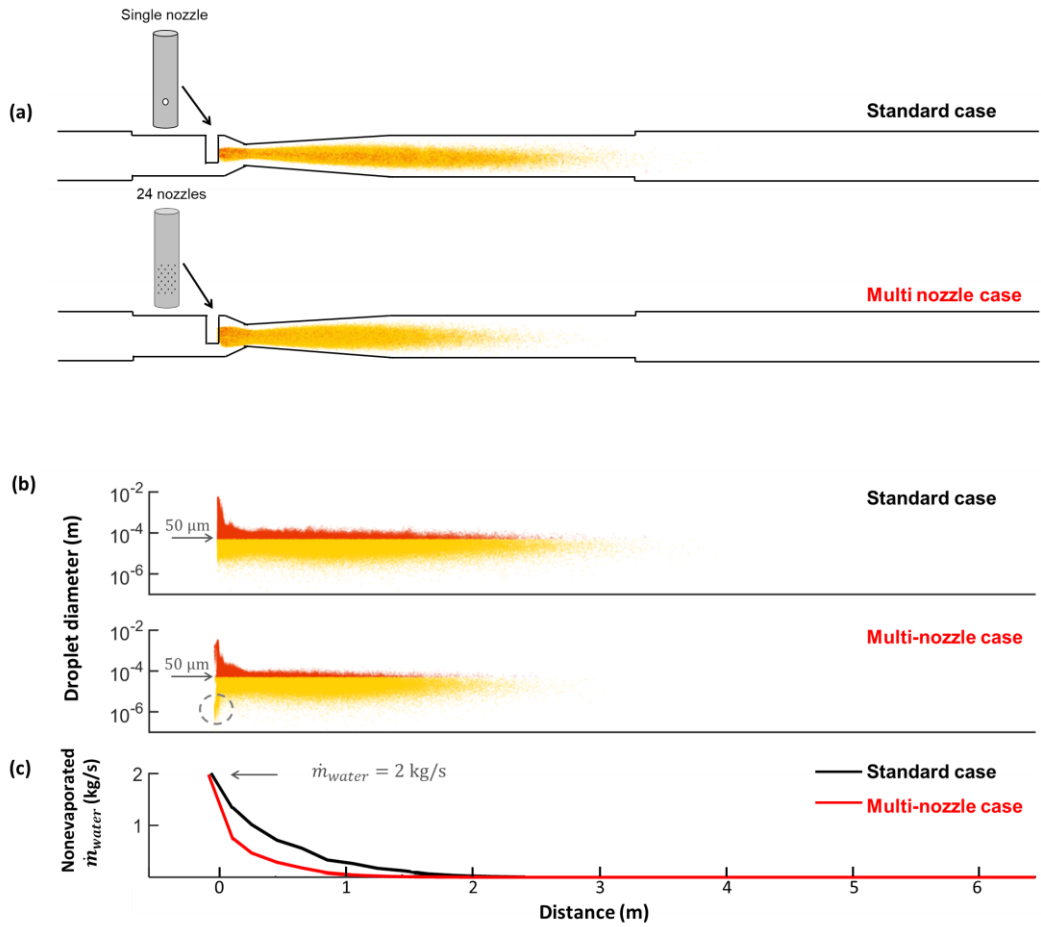 Single nozzle
(a)
Standard case
24 nozzles
Multi nozzle case
(b)
Droplet diameter (m)
10⁻²
Standard case
50 μm
10⁻⁴
10⁻⁶
10⁻²
Multi-nozzle case
50 μm
10⁻⁴
10⁻⁶
(c)
Nonevaporated
ṁ_water (kg/s)
2
ṁ_water = 2 kg/s
Standard case
Multi-nozzle case
1
0 1 2 3 4 5 6
Distance (m)